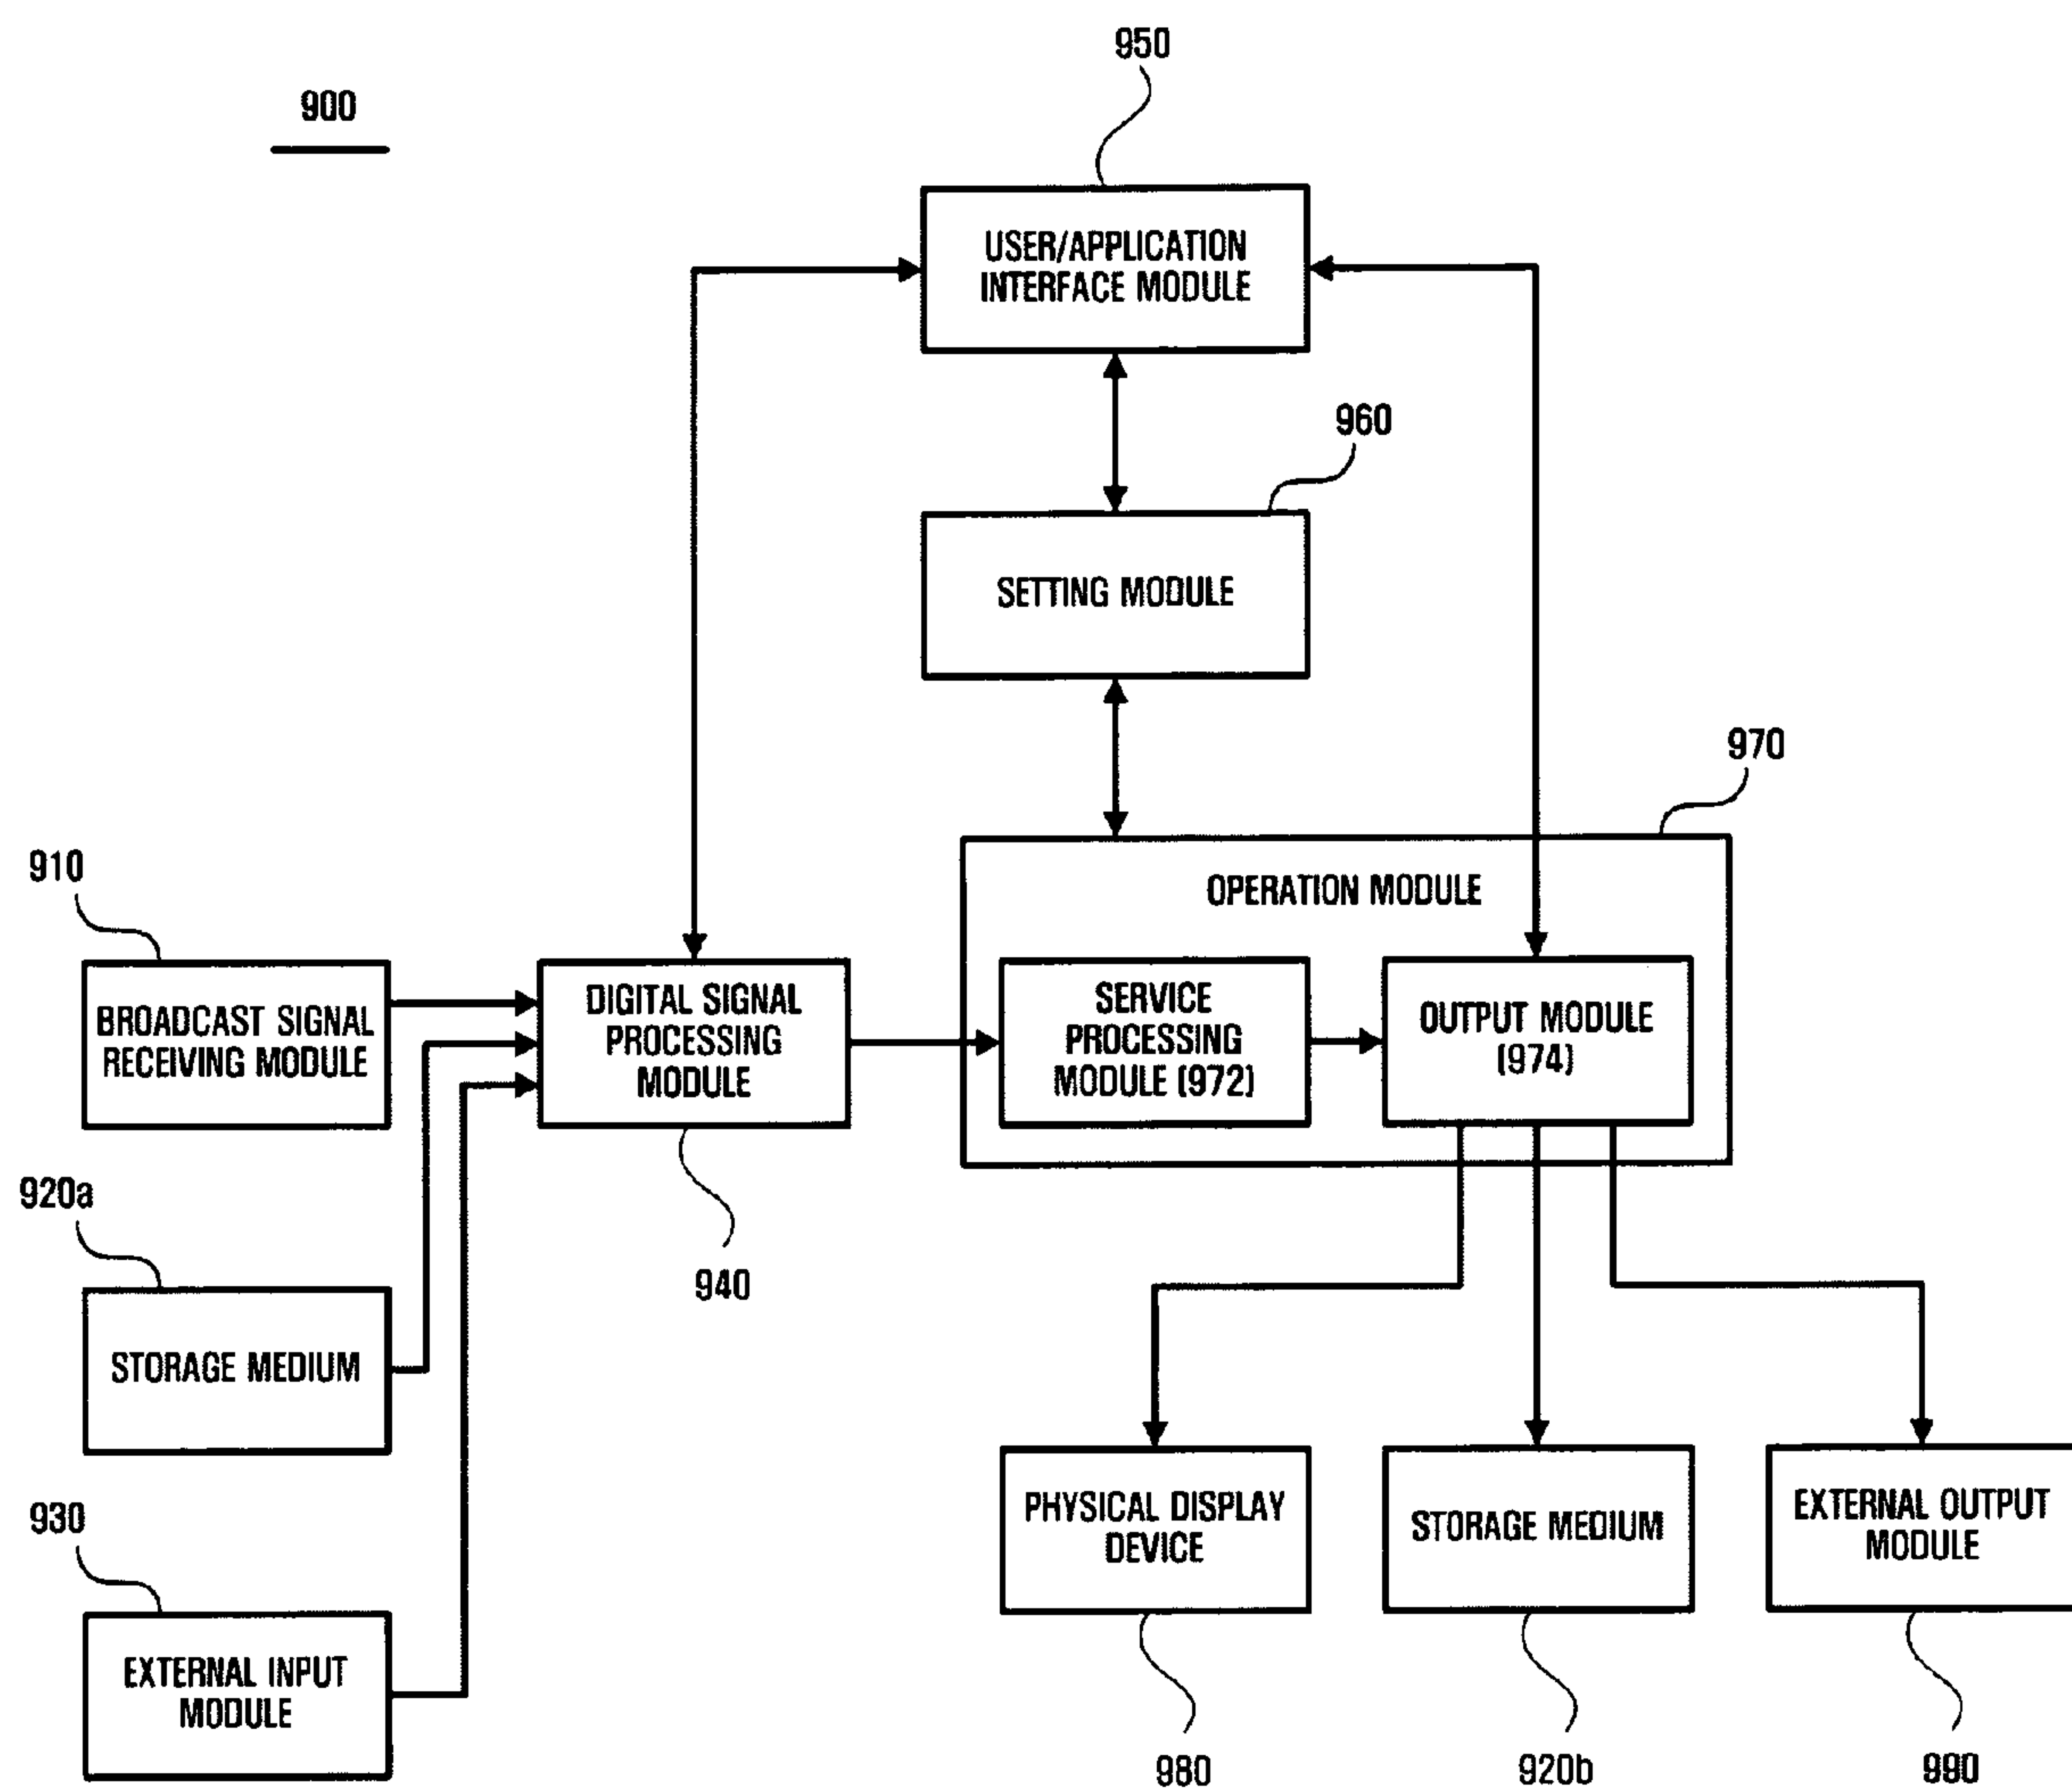 950
900
USER/APPLICATION
INTERFACE MODULE
960
SETTING MODULE
970
910
OPERATION MODULE
BROADCAST SIGNAL
RECEIVING MODULE
DIGITAL SIGNAL
PROCESSING
MODULE
SERVICE
PROCESSING
MODULE (972)
OUTPUT MODULE
(974)
920a
940
STORAGE MEDIUM
930
PHYSICAL DISPLAY
DEVICE
STORAGE MEDIUM
EXTERNAL OUTPUT
MODULE
EXTERNAL INPUT
MODULE
980
920b
990